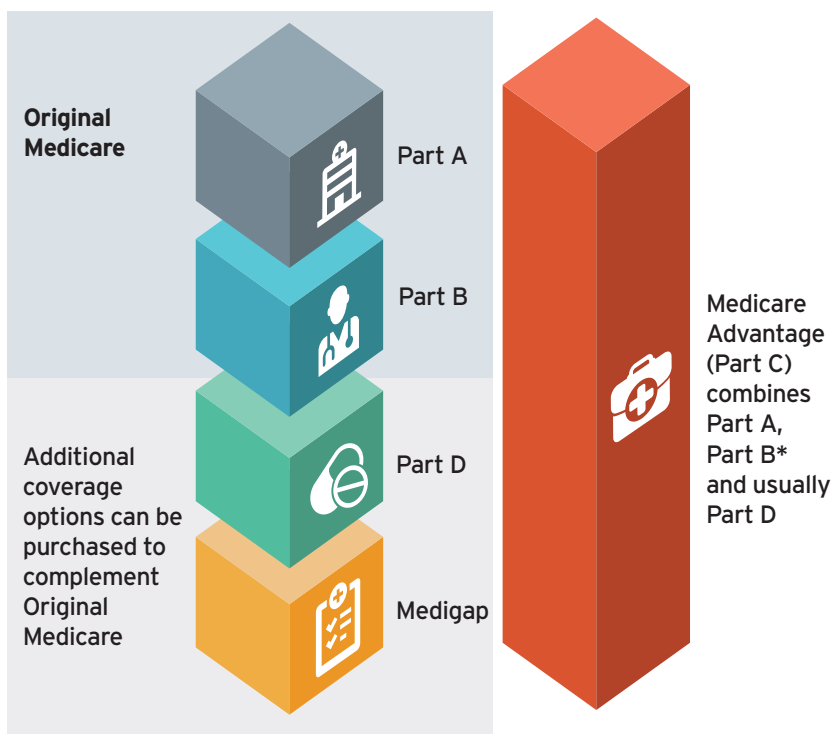 Original
Medicare
Part A
Part B
Additional
coverage
options can be
purchased to
complement
Original
Medicare
Part D
Medigap
Medicare
Advantage
(Part C)
combines
Part A,
Part B*
and usually
Part D